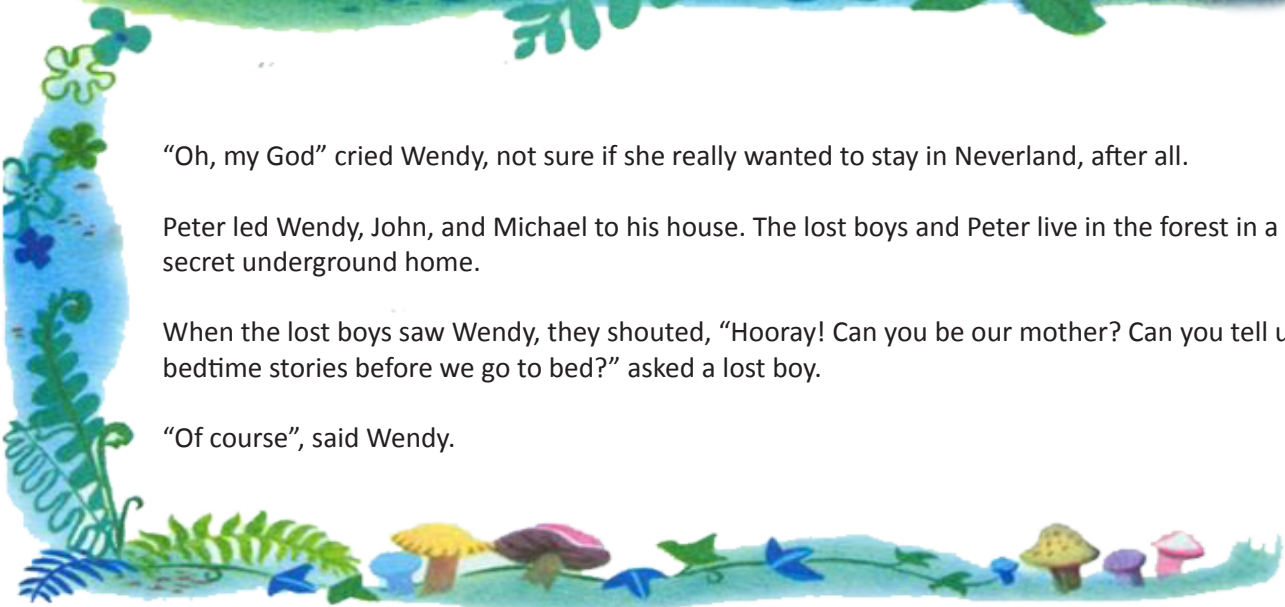 “Oh, my God” cried Wendy, not sure if she really wanted to stay in Neverland, after all.
Peter led Wendy, John, and Michael to his house. The lost boys and Peter live in the forest in a
secret underground home.
When the lost boys saw Wendy, they shouted, “Hooray! Can you be our mother? Can you tell
bedtime stories before we go to bed?” asked a lost boy.
“Of course”, said Wendy.